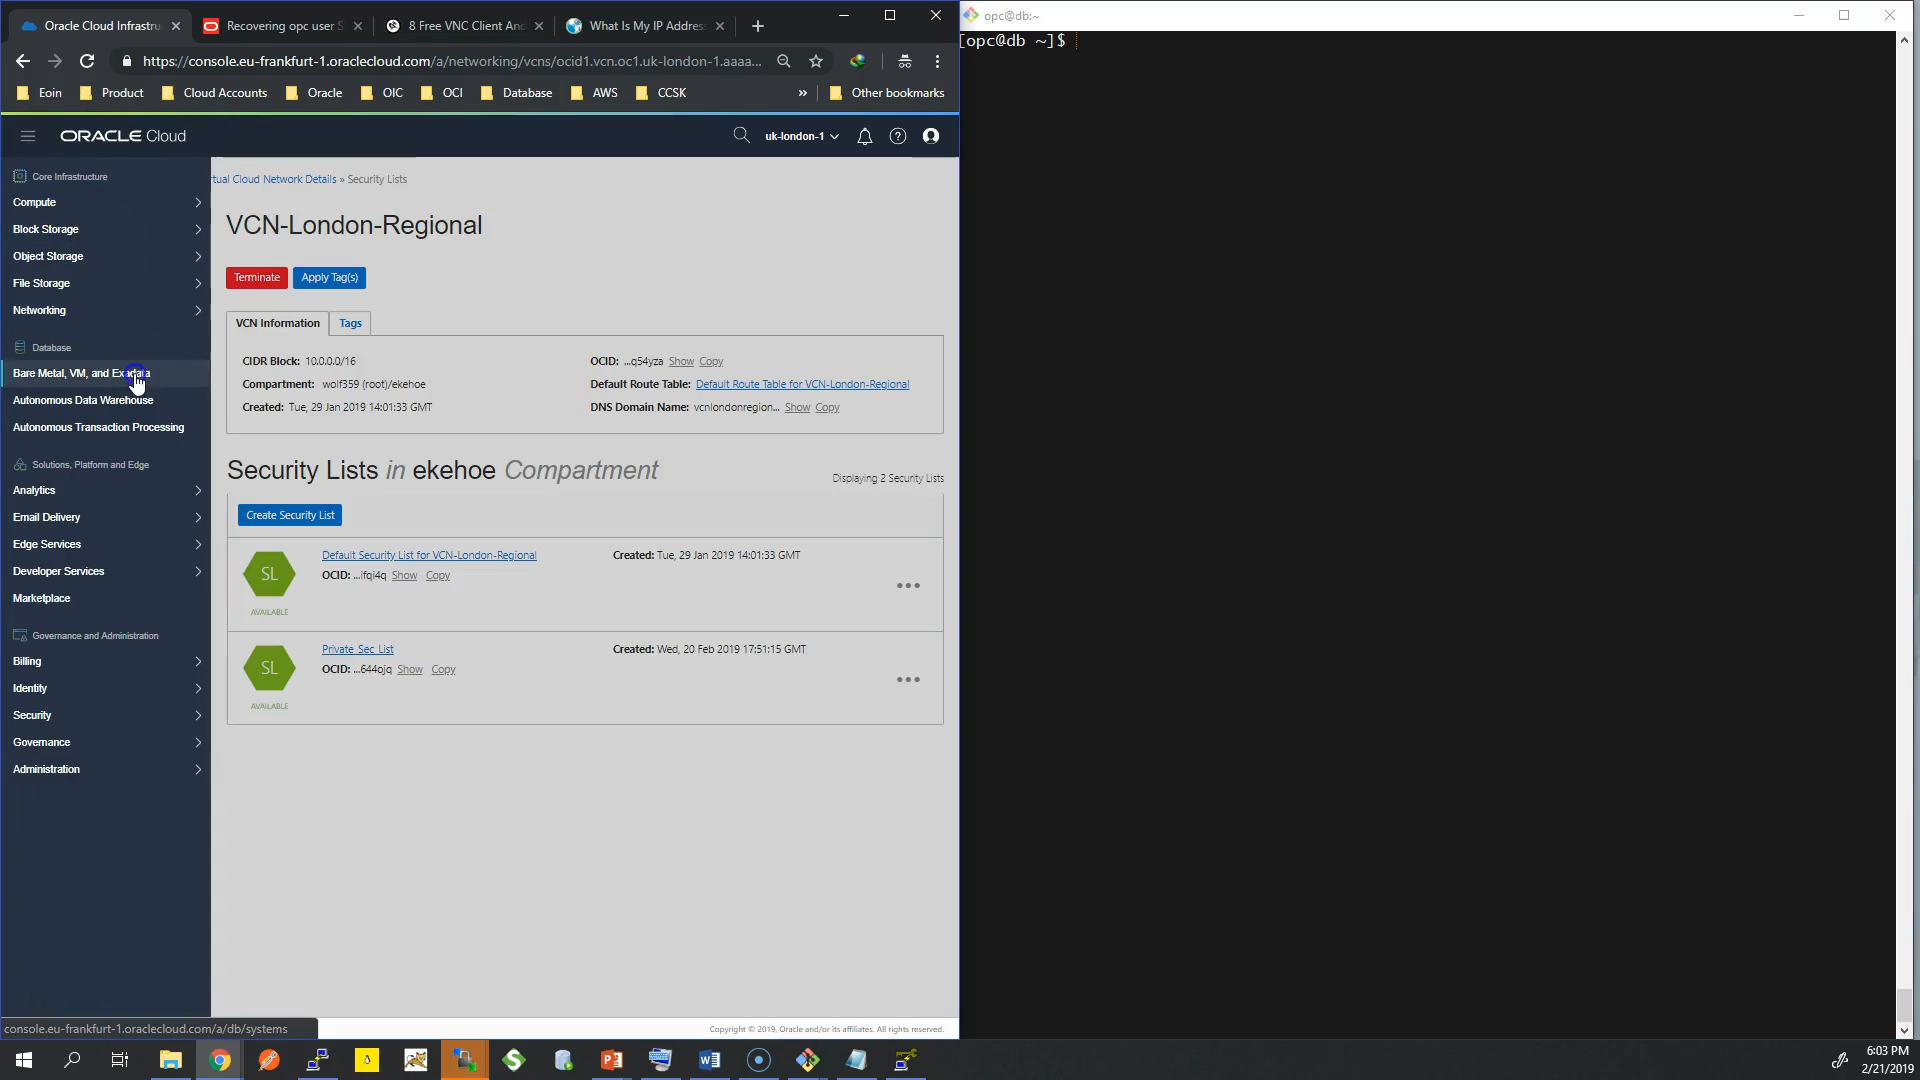 Oracle Cloud Infrastru
Recovering opc user S
8 Free VNC Client And
What Is My IP Address
https://console.eu-frankfurt-1.oraclecloud.com/a/networking/vcns/ocid1.vcn.oc1.uk-london-1.aaaa...
Eoin
Product
Cloud Accounts
Oracle
OIC
OCI
Database
AWS
CCSK
»
Other bookmarks
ORACLE Cloud
uk-london-1
Core Infrastructure
Compute
Block Storage
Object Storage
File Storage
Networking
Database
Bare Metal, VM, and Exadata
Autonomous Data Warehouse
Autonomous Transaction Processing
Solutions, Platform and Edge
Analytics
Email Delivery
Edge Services
Developer Services
Marketplace
Governance and Administration
Billing
Identity
Security
Governance
Administration
tual Cloud Network Details » Security Lists
VCN-London-Regional
Terminate
Apply Tag(s)
VCN Information
Tags
CIDR Block: 10.0.0.0/16
Compartment: wolf359 (root)/ekehoe
Created: Tue, 29 Jan 2019 14:01:33 GMT
OCID: ...q54yza Show Copy
Default Route Table: Default Route Table for VCN-London-Regional
DNS Domain Name: vcnlondonregion... Show Copy
Security Lists in ekehoe Compartment
Displaying 2 Security Lists
Create Security List
SL
AVAILABLE
Default Security List for VCN-London-Regional
OCID: ...ifqi4q Show Copy
Created: Tue, 29 Jan 2019 14:01:33 GMT
SL
AVAILABLE
Private Sec List
OCID: ...644ojq Show Copy
Created: Wed, 20 Feb 2019 17:51:15 GMT
console.eu-frankfurt-1.oraclecloud.com/a/db/systems
Copyright © 2019, Oracle and/or its affiliates. All rights reserved.
opc@db:~
[opc@db ~]$
6:03 PM
2/21/2019